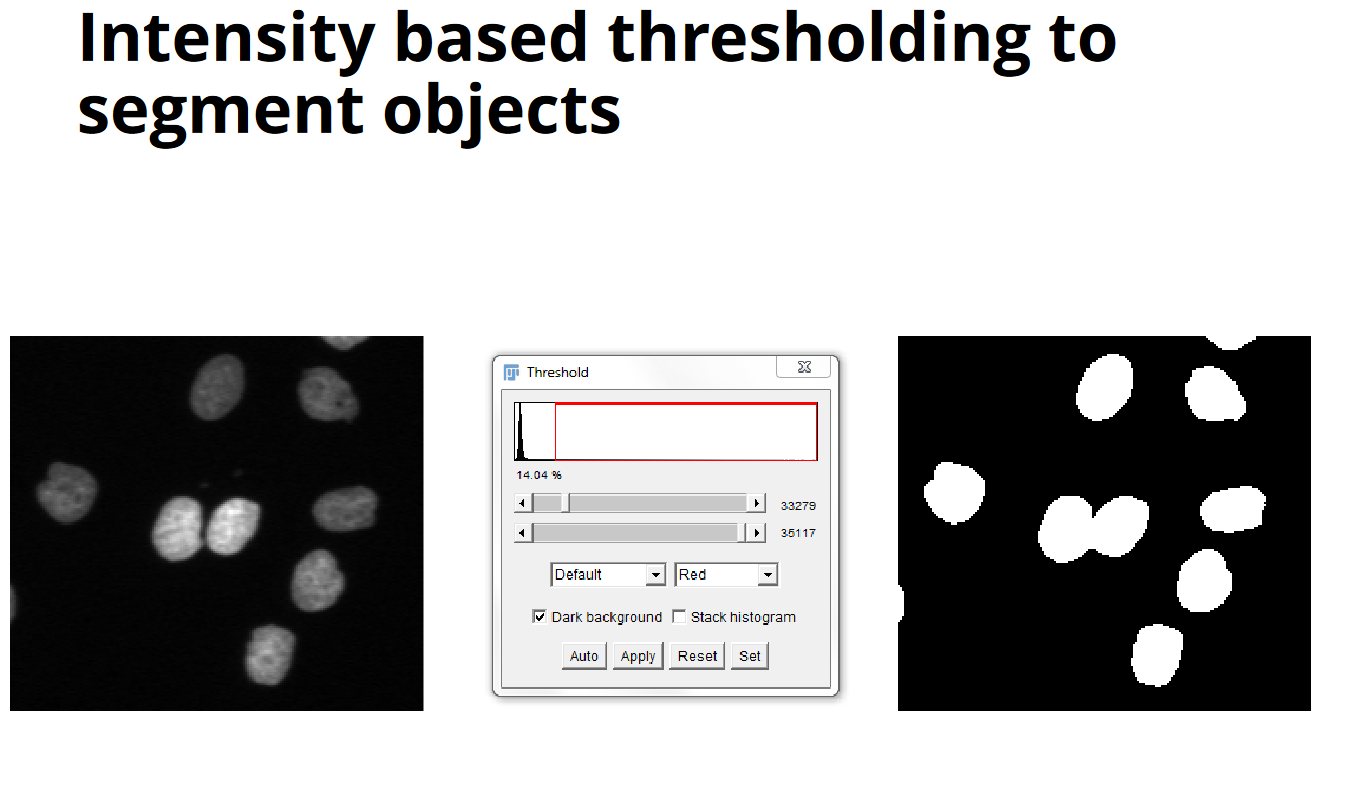 Intensity based thresholding to
segment objects
Threshold
14.04 %
33279
35117
Default Red
Dark background Stack histogram
Auto Apply Reset Set